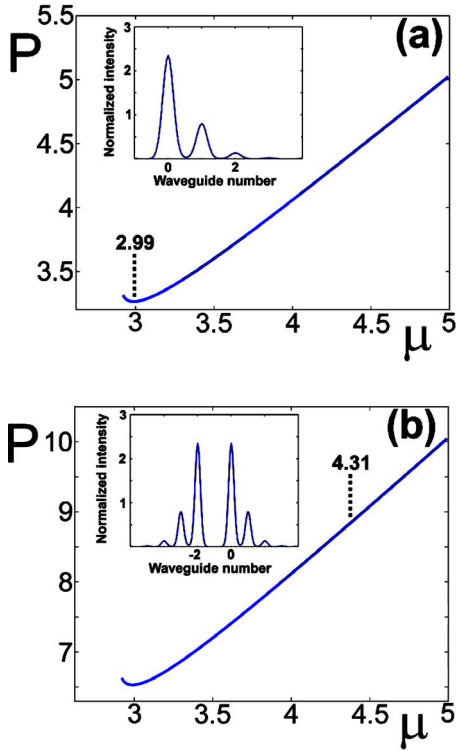 5.5
P
(a)
5
4.5
4
3.5
3
2
1
Normalized intensity
0 2
Waveguide number
2.99
3 3.5 4 4.5 5
μ
(b)
P
10
9
8
7
3
2
1
Normalized intensity
-2 0
Waveguide number
4.31
3 3.5 4 4.5 5
μ